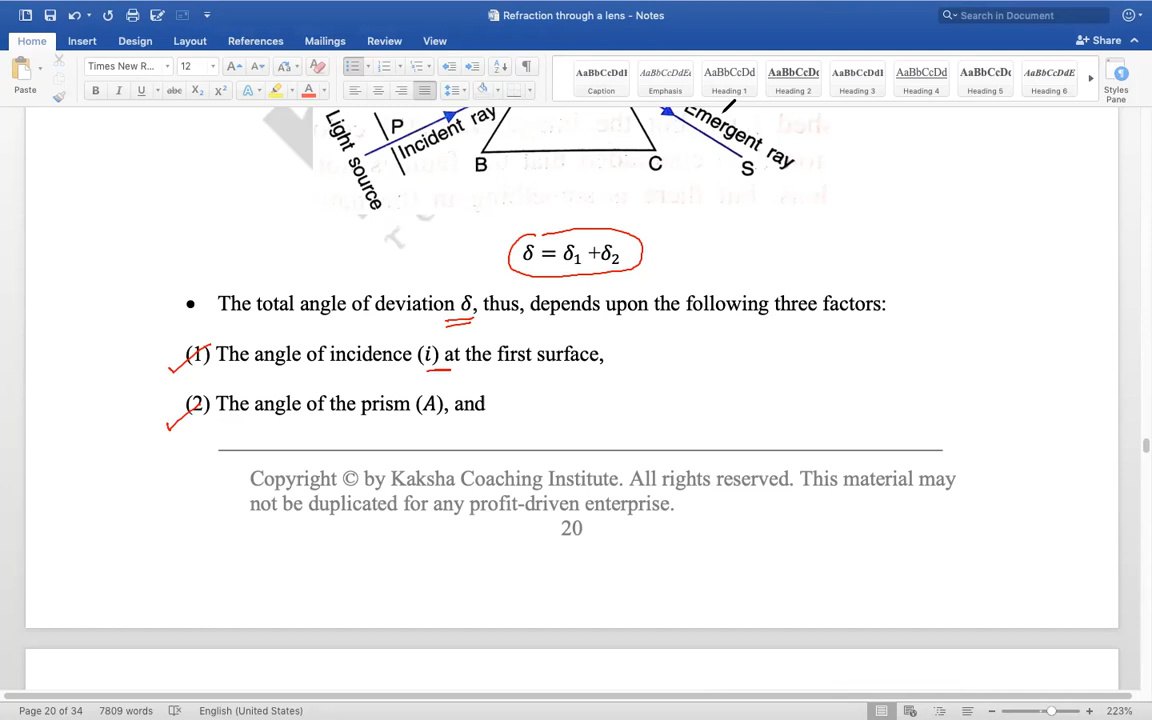 Refraction through a lens - Notes
Search in Document
Home Insert Design Layout References Mailings Review View
Share
Times New R... 12
Paste
B I U abc X₂ X²
AaBbCcDdI AaBbCcDdEe AaBbCcDd AaBbCcDc AaBbCcDdI AaBbCcDd AaBbCcDd AaBbCcDdE
Caption Emphasis Heading 1 Heading 2 Heading 3 Heading 4 Heading 5 Heading 6
Styles
Pane
Light source
P
Incident ray
B
C
Emergent ray
S
δ = δ₁ +δ₂
• The total angle of deviation δ, thus, depends upon the following three factors:
(1) The angle of incidence (i) at the first surface,
(2) The angle of the prism (A), and
Copyright © by Kaksha Coaching Institute. All rights reserved. This material may
not be duplicated for any profit-driven enterprise.
20
Page 20 of 34 7809 words English (United States) 223%